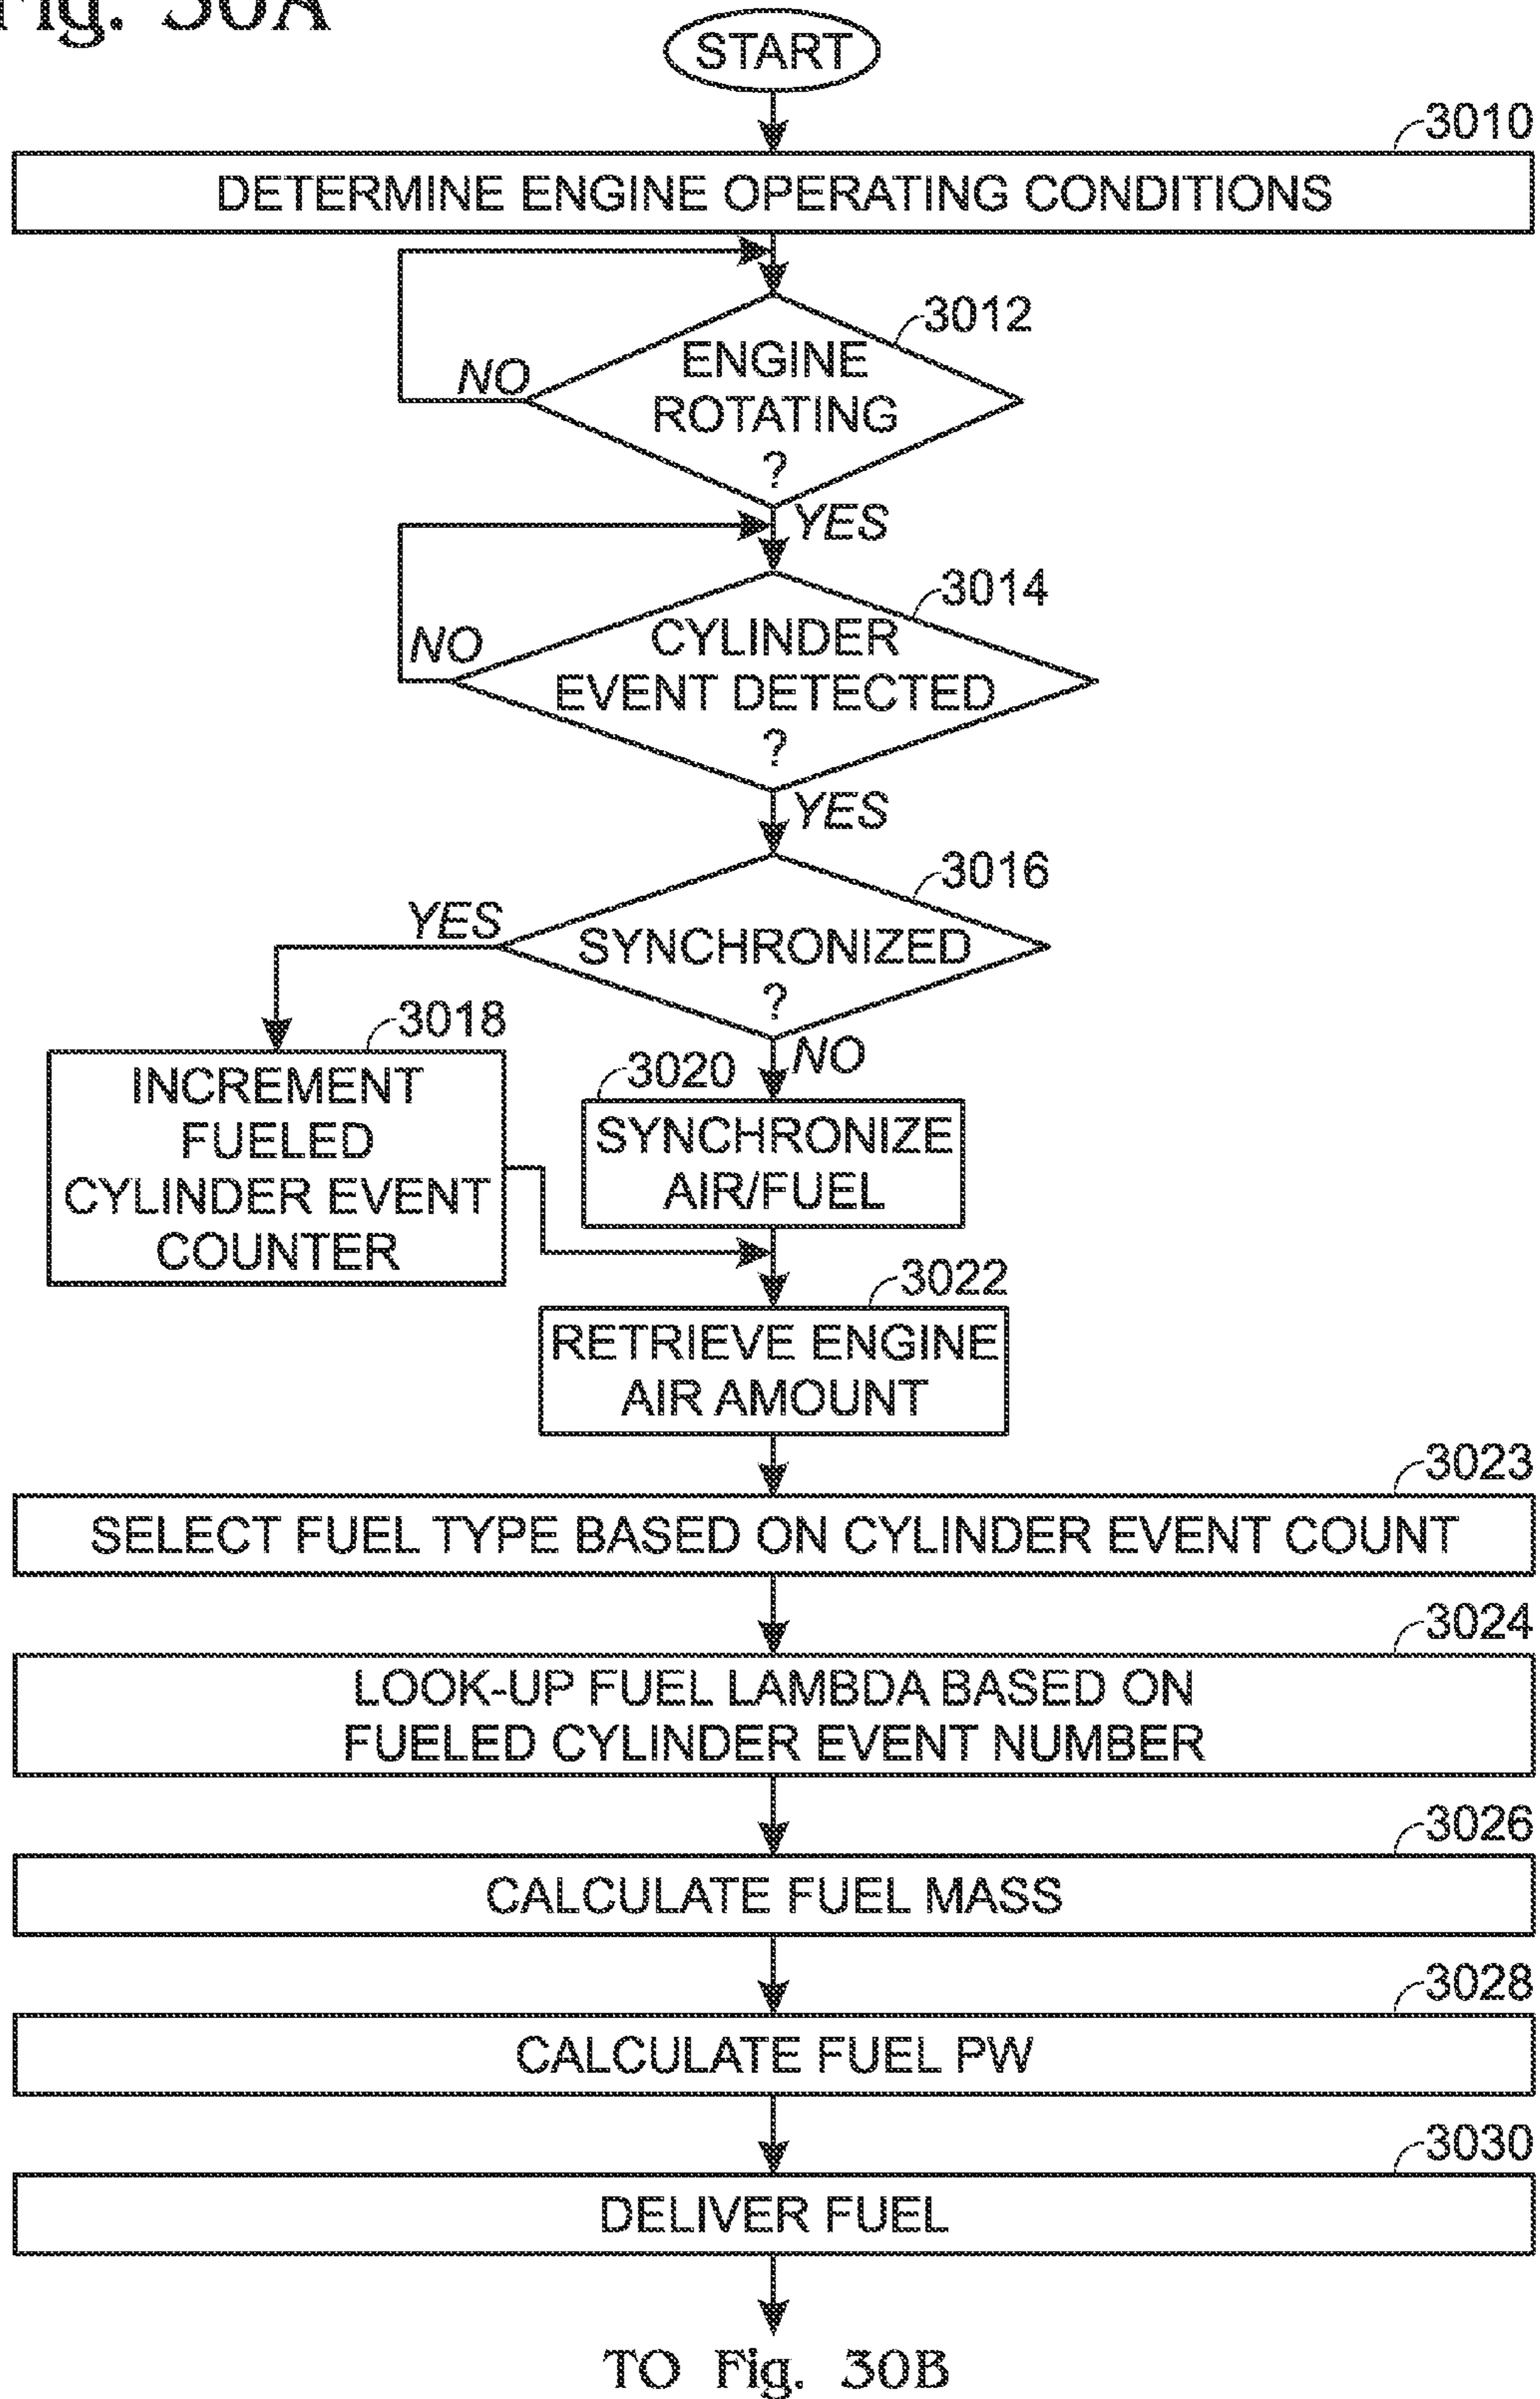 Fig. 30A
START
3010
DETERMINE ENGINE OPERATING CONDITIONS
3012
NO
ENGINE
ROTATING
?
YES
3014
NO
CYLINDER
EVENT DETECTED
?
YES
3016
YES
SYNCHRONIZED
?
NO
3018
INCREMENT
FUELED
CYLINDER EVENT
COUNTER
3020
SYNCHRONIZE
AIR/FUEL
3022
RETRIEVE ENGINE
AIR AMOUNT
3023
SELECT FUEL TYPE BASED ON CYLINDER EVENT COUNT
3024
LOOK-UP FUEL LAMBDA BASED ON
FUELED CYLINDER EVENT NUMBER
3026
CALCULATE FUEL MASS
3028
CALCULATE FUEL PW
3030
DELIVER FUEL
TO Fig. 30B